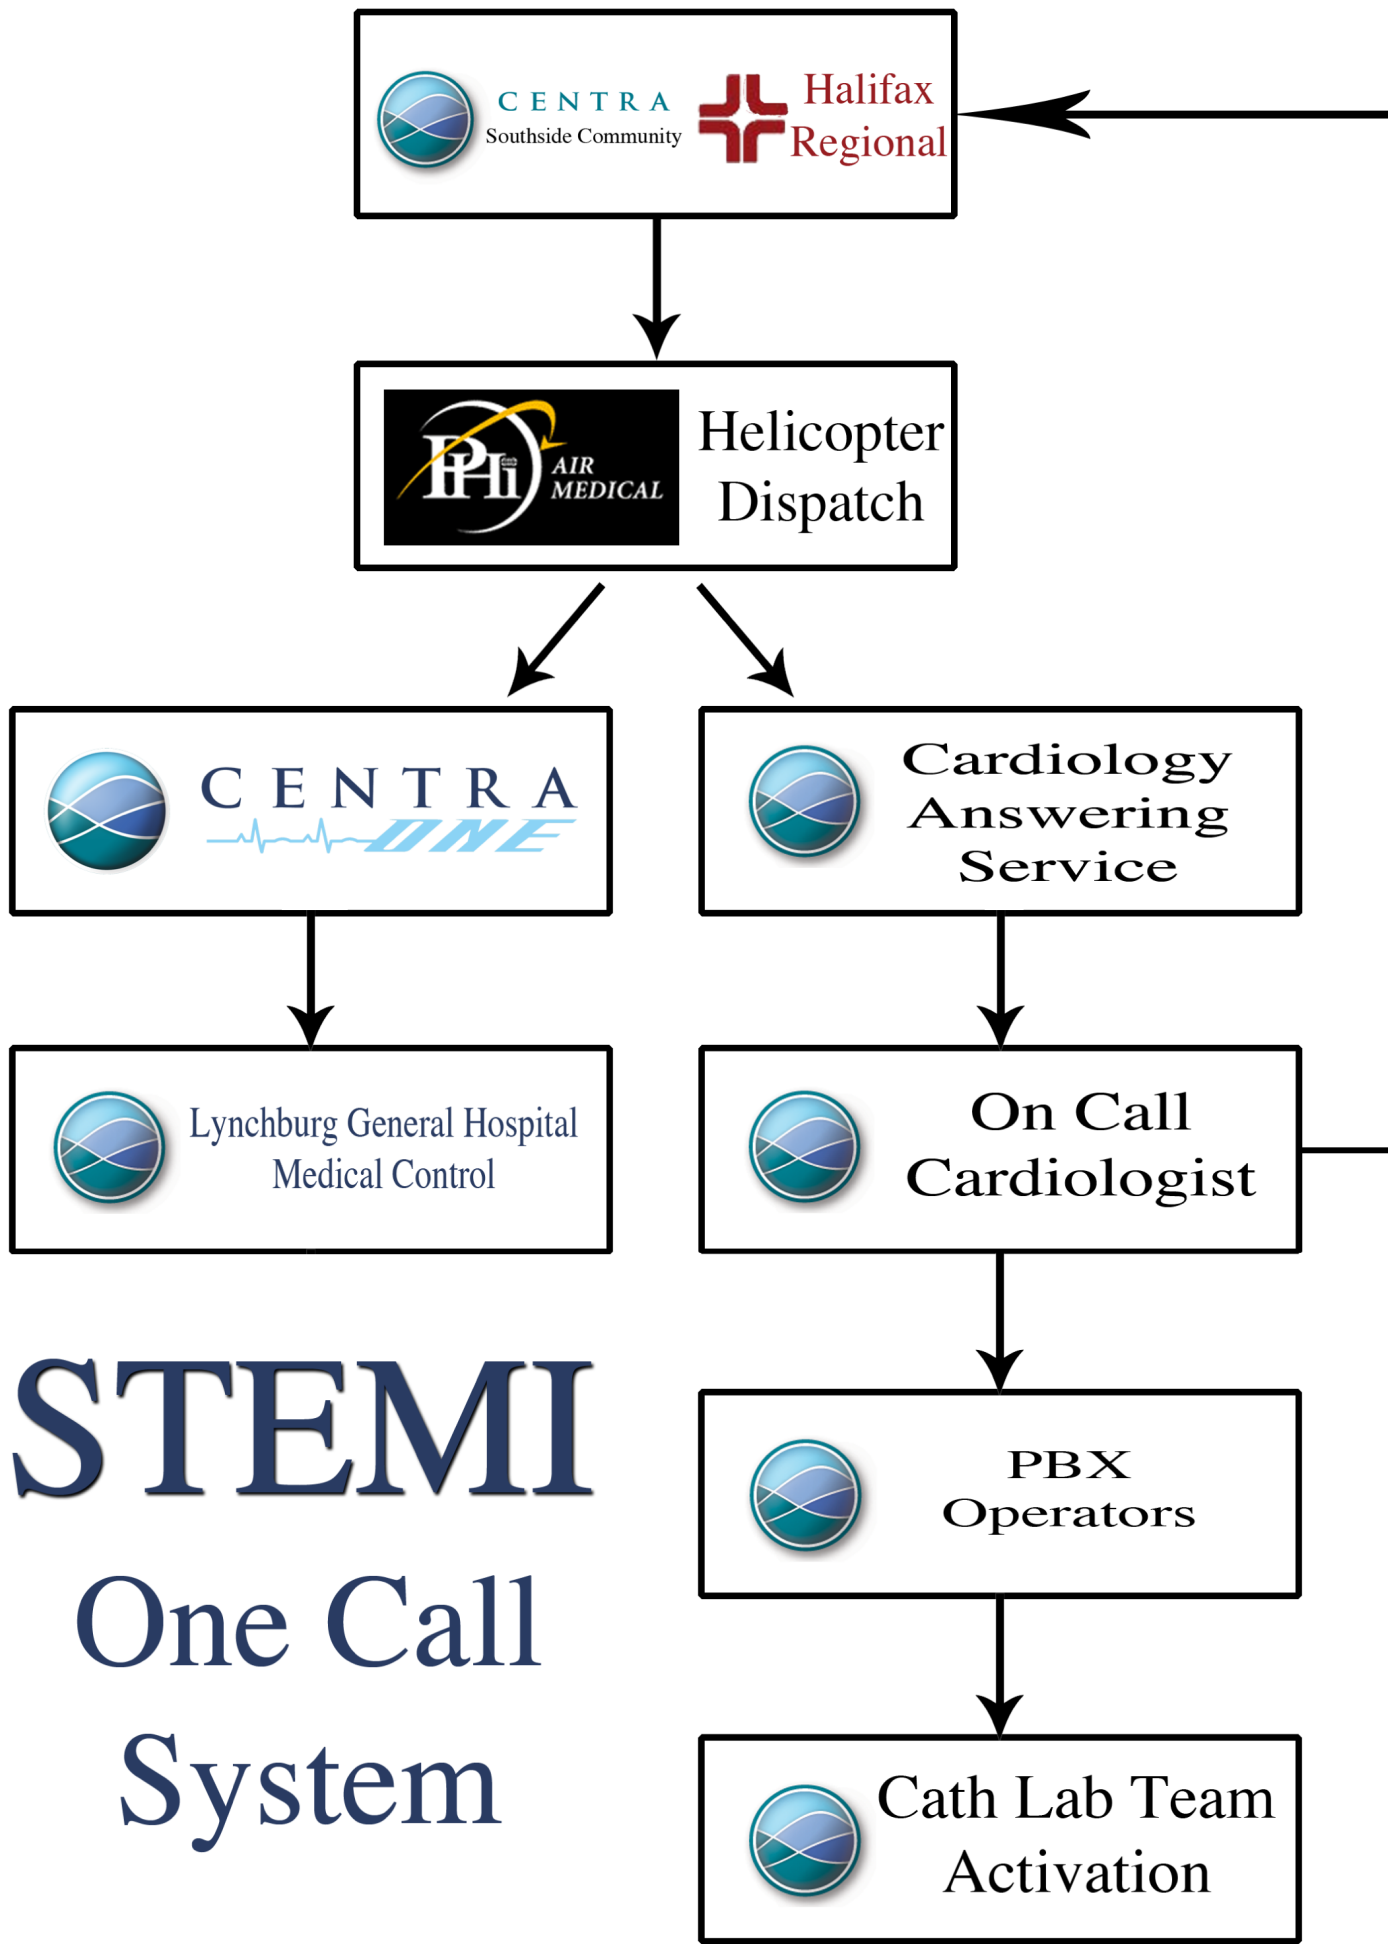 CENTRA
Southside Community
Halifax
Regional
PHi
AIR
MEDICAL
Helicopter
Dispatch
CENTRA
ONE
Cardiology
Answering
Service
Lynchburg General Hospital
Medical Control
On Call
Cardiologist
STEMI
One Call
System
PBX
Operators
Cath Lab Team
Activation